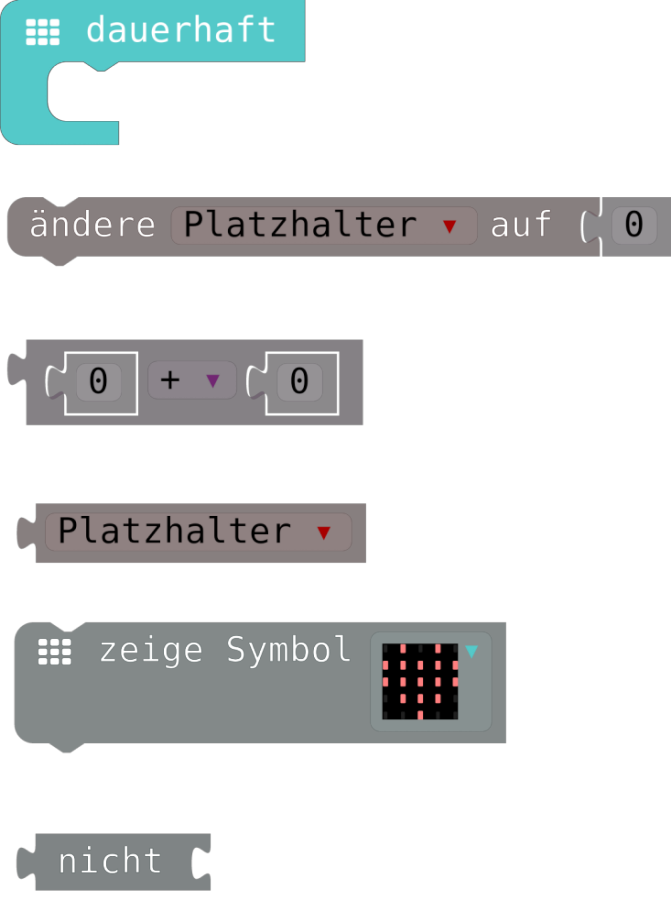 dauerhaft
ändere Platzhalter auf 0
0 + 0
Platzhalter
zeige Symbol
nicht